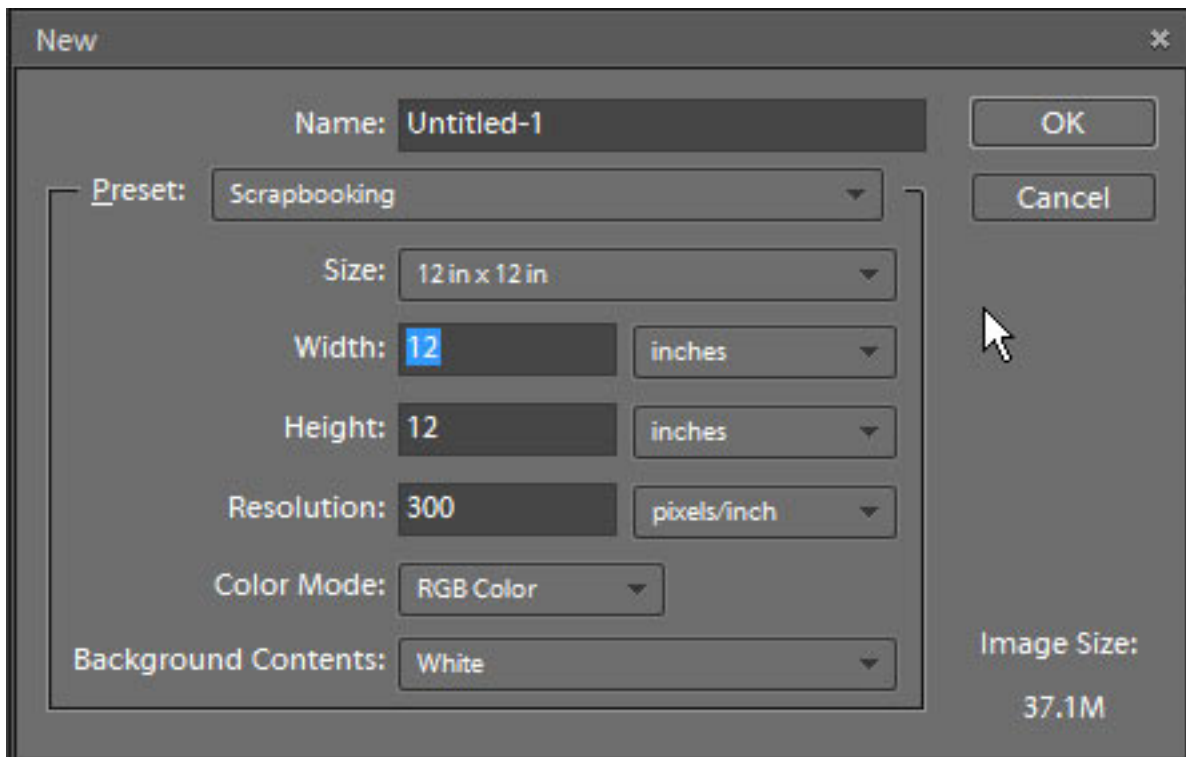 New
Name: Untitled-1
OK
Preset: Scrapbooking
Cancel
Size: 12 in x 12 in
Width: 12 inches
Height: 12 inches
Resolution: 300 pixels/inch
Color Mode: RGB Color
Background Contents: White
Image Size:
37.1M